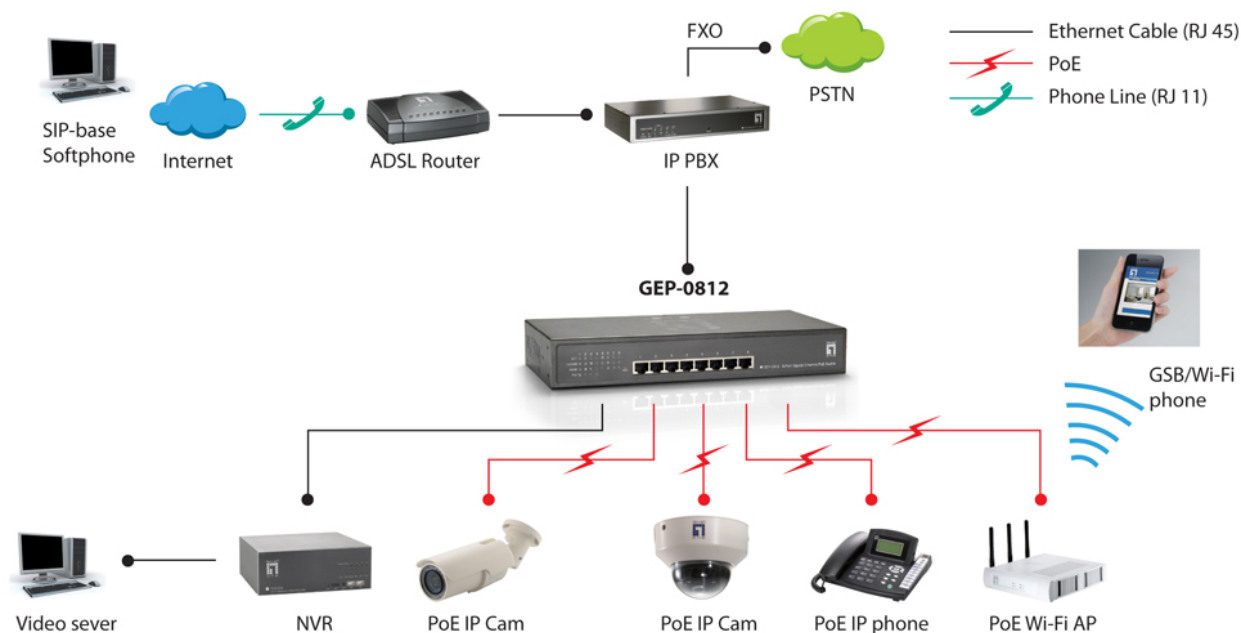 FXO
Ethernet Cable (RJ 45)
PoE
Phone Line (RJ 11)
PSTN
SIP-base
Softphone
Internet
ADSL Router
IP PBX
GEP-0812
GSB/Wi-Fi
phone
Video sever
NVR
PoE IP Cam
PoE IP Cam
PoE IP phone
PoE Wi-Fi AP